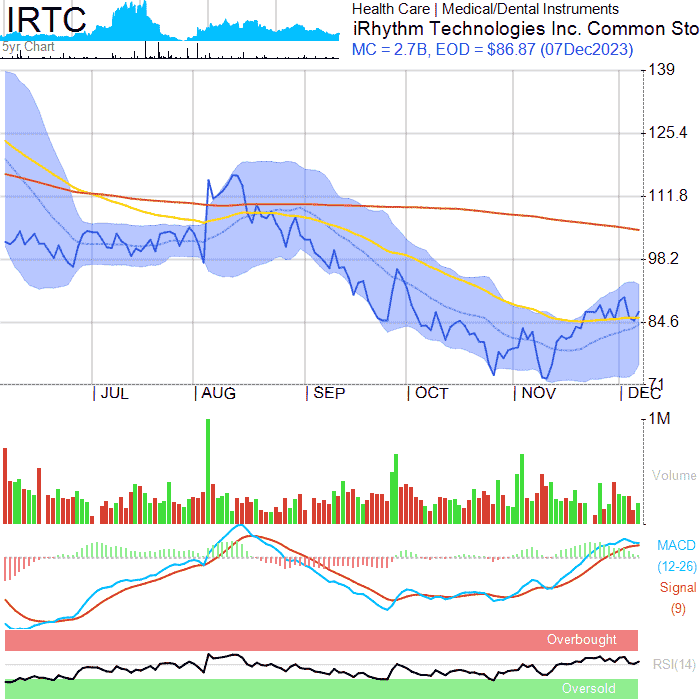 IRTC
5yr Chart
Health Care | Medical/Dental Instruments
iRhythm Technologies Inc. Common Sto
MC = 2.7B, EOD = $86.87 (07Dec2023)
139
125.4
111.8
98.2
84.6
71
JUL AUG SEP OCT NOV DEC
1M
Volume
MACD
(12-26)
Signal
(9)
Overbought
RSI(14)
Oversold